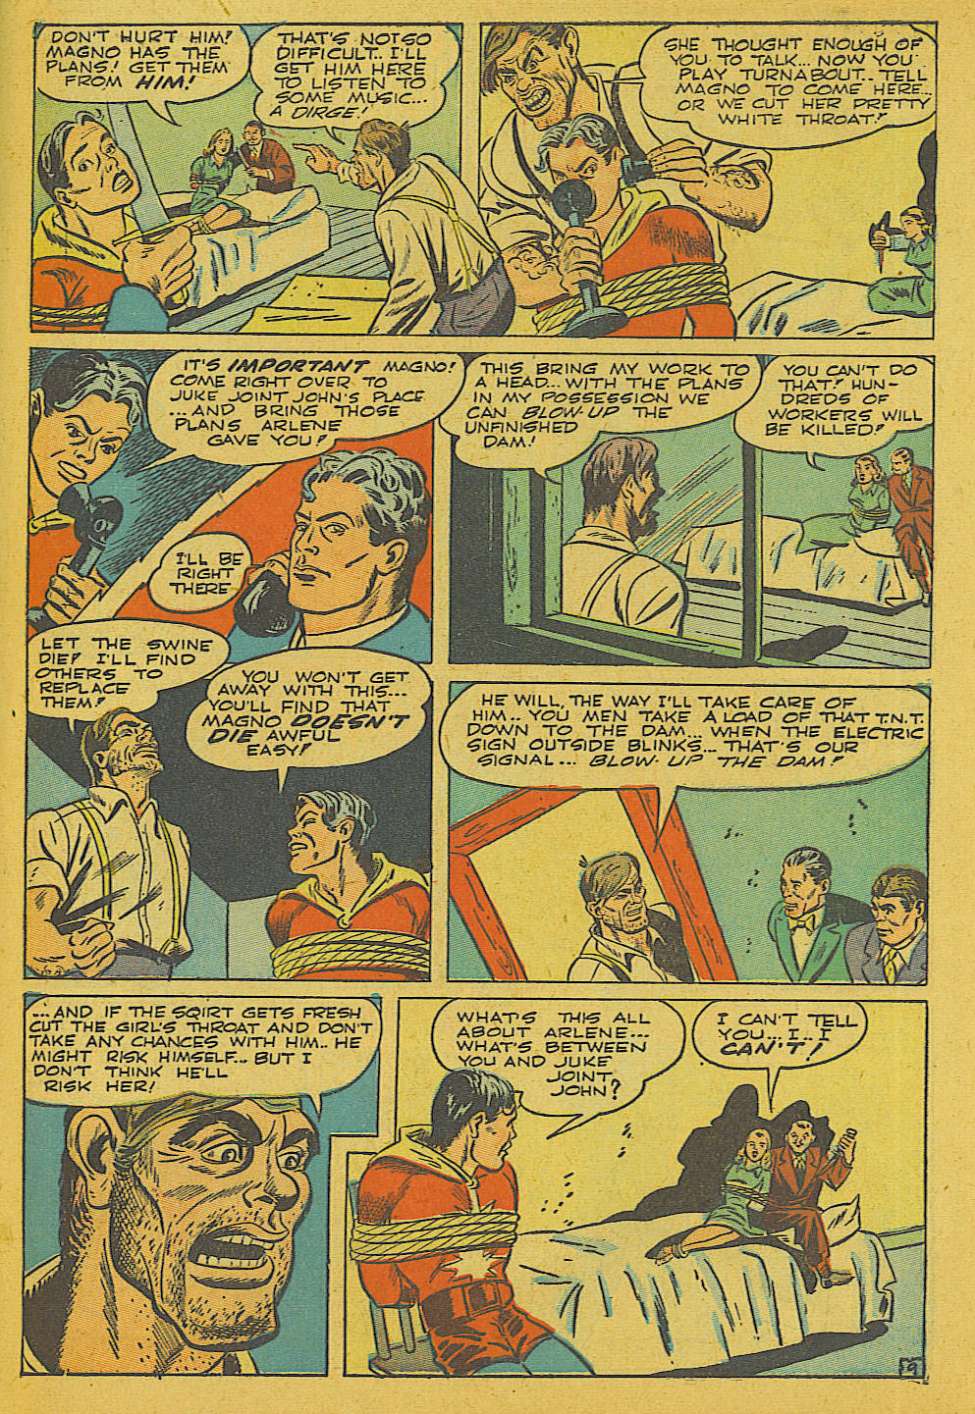 DON'T HURT HIM!
MAGNO HAS THE
PLANS! GET THEM
FROM HIM!
THAT'S NOT SO
DIFFICULT.. I'LL
GET HIM HERE
TO LISTEN TO
SOME MUSIC...
A DIRGE!
SHE THOUGHT ENOUGH OF
YOU TO TALK... NOW YOU
PLAY TURNABOUT.. TELL
MAGNO TO COME HERE...
OR WE CUT HER PRETTY
WHITE THROAT!
IT'S IMPORTANT MAGNO!
COME RIGHT OVER TO
JUKE JOINT JOHN'S PLACE
...AND BRING THOSE
PLANS ARLENE
GAVE YOU!
I'LL BE
RIGHT
THERE
THIS BRING MY WORK TO
A HEAD... WITH THE PLANS
IN MY POSSESSION WE
CAN BLOW-UP THE
UNFINISHED
DAM!
YOU CAN'T DO
THAT! HUN-
DREDS OF
WORKERS WILL
BE KILLED!
LET THE SWINE
DIE! I'LL FIND
OTHERS TO
REPLACE
THEM!
YOU WON'T GET
AWAY WITH THIS...
YOU'LL FIND THAT
MAGNO DOESN'T
DIE AWFUL
EASY!
HE WILL, THE WAY I'LL TAKE CARE OF
HIM.. YOU MEN TAKE A LOAD OF THAT T.N.T.
DOWN TO THE DAM... WHEN THE ELECTRIC
SIGN OUTSIDE BLINKS... THAT'S OUR
SIGNAL... BLOW-UP THE DAM!
...AND IF THE SQIRT GETS FRESH
CUT THE GIRL'S THROAT AND DON'T
TAKE ANY CHANCES WITH HIM.. HE
MIGHT RISK HIMSELF... BUT I
DON'T THINK HE'LL
RISK HER!
WHAT'S THIS ALL
ABOUT ARLENE...
WHAT'S BETWEEN
YOU AND JUKE
JOINT
JOHN?
I CAN'T TELL
YOU... I.. I
CAN'T!
9